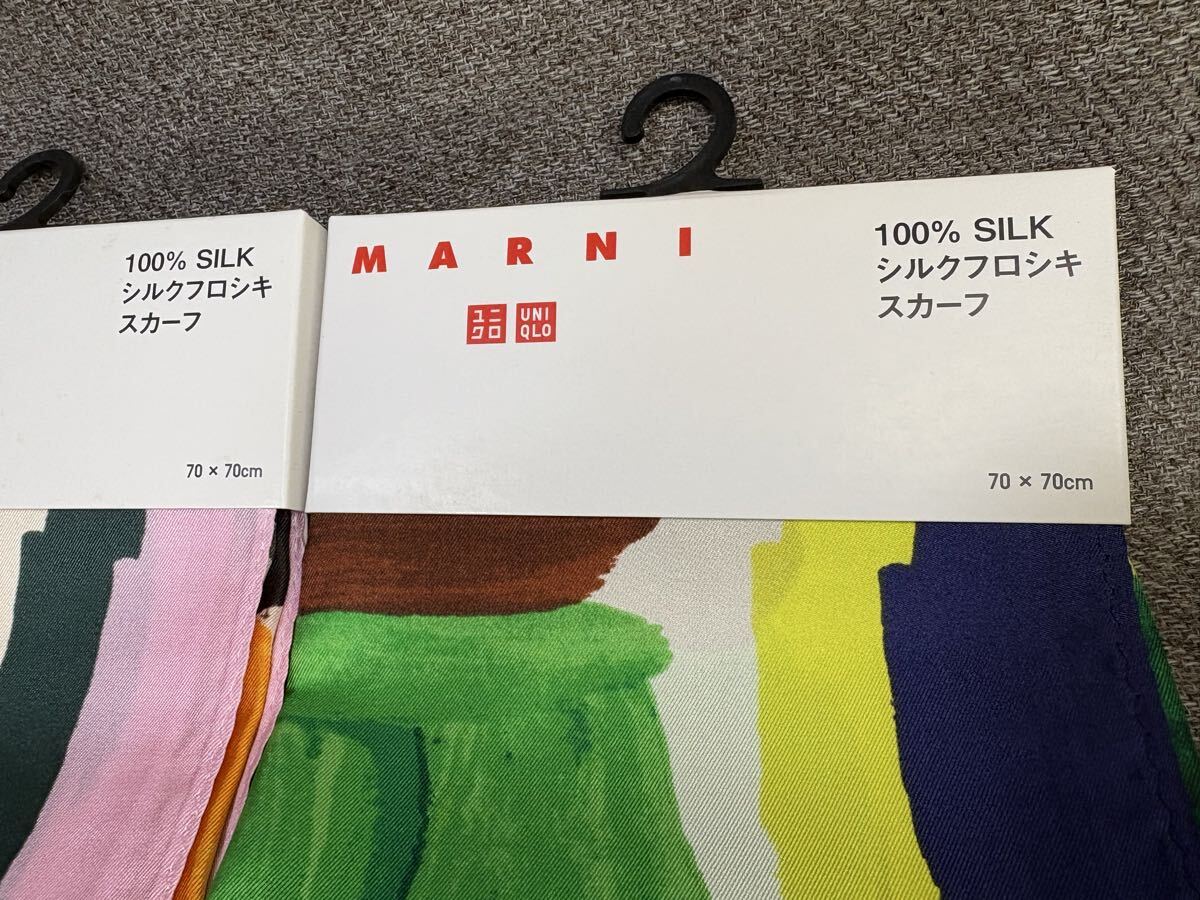 100% SILK
シルクフロシキ
スカーフ
70 × 70cm
MARNI
ユニ
クロ
UNI
QLO
100% SILK
シルクフロシキ
スカーフ
70 × 70cm